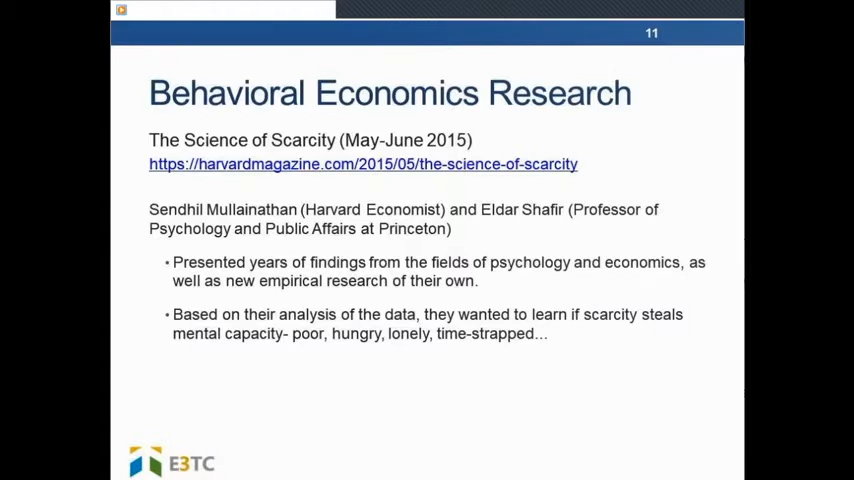 11
Behavioral Economics Research
The Science of Scarcity (May-June 2015)
https://harvardmagazine.com/2015/05/the-science-of-scarcity
Sendhil Mullainathan (Harvard Economist) and Eldar Shafir (Professor of
Psychology and Public Affairs at Princeton)
• Presented years of findings from the fields of psychology and economics, as
well as new empirical research of their own.
• Based on their analysis of the data, they wanted to learn if scarcity steals
mental capacity- poor, hungry, lonely, time-strapped...
E3TC